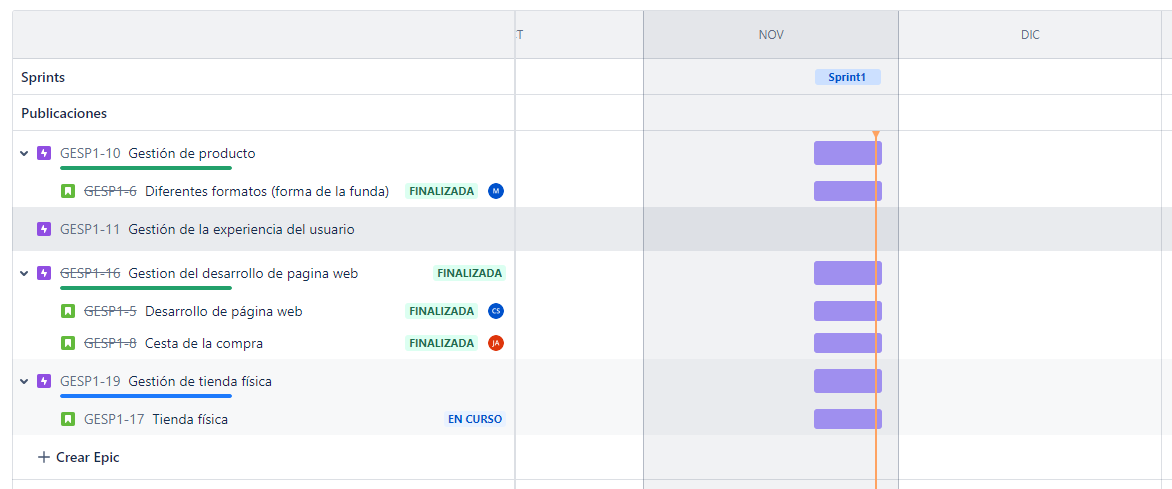 CT NOV DIC
Sprints Sprint1
Publicaciones
GESP1-10 Gestión de producto
GESP1-6 Diferentes formatos (forma de la funda) FINALIZADA M
GESP1-11 Gestión de la experiencia del usuario
GESP1-16 Gestion del desarrollo de pagina web FINALIZADA
GESP1-5 Desarrollo de página web FINALIZADA CS
GESP1-8 Cesta de la compra FINALIZADA JA
GESP1-19 Gestión de tienda física
GESP1-17 Tienda física EN CURSO
Crear Epic